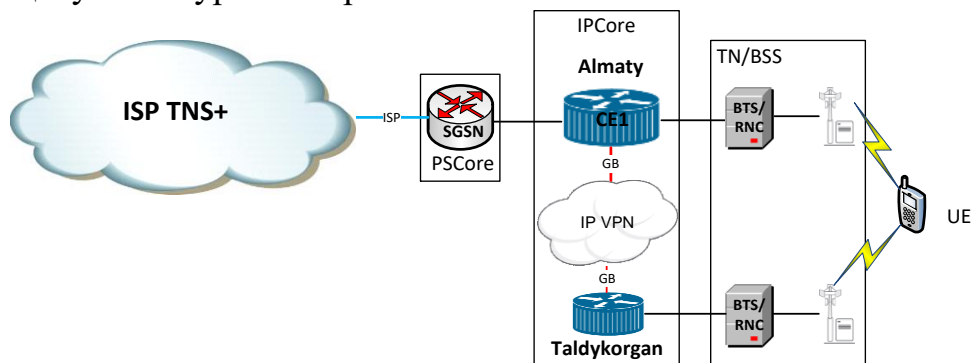 IPCore
TN/BSS
Almaty
ISP TNS+
ISP
SGSN
CE1
BTS/
RNC
PSCore
GB
IP VPN
UE
GB
BTS/
RNC
Taldykorgan